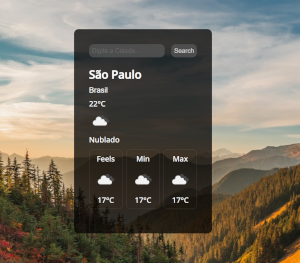 Digite a Cidade... Search
São Paulo
Brasil
22°C
Nublado
Feels Min Max
17°C 17°C 17°C